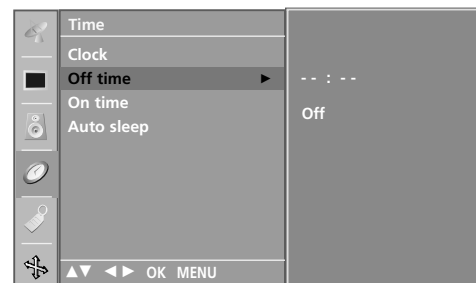 Time
Clock
Off time ►
On time
Auto sleep
▲▼ ◄► OK MENU
- - : - -
Off